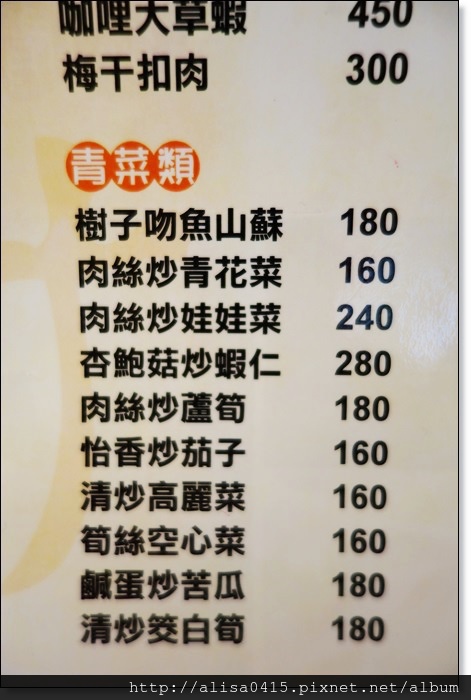 咖哩大草蝦 450
梅干扣肉 300
青菜類
樹子吻魚山蘇 180
肉絲炒青花菜 160
肉絲炒娃娃菜 240
杏鮑菇炒蝦仁 280
肉絲炒蘆筍 180
怡香炒茄子 160
清炒高麗菜 160
筍絲空心菜 160
鹹蛋炒苦瓜 180
清炒筊白筍 180
http://alisa0415.pixnet.net/album